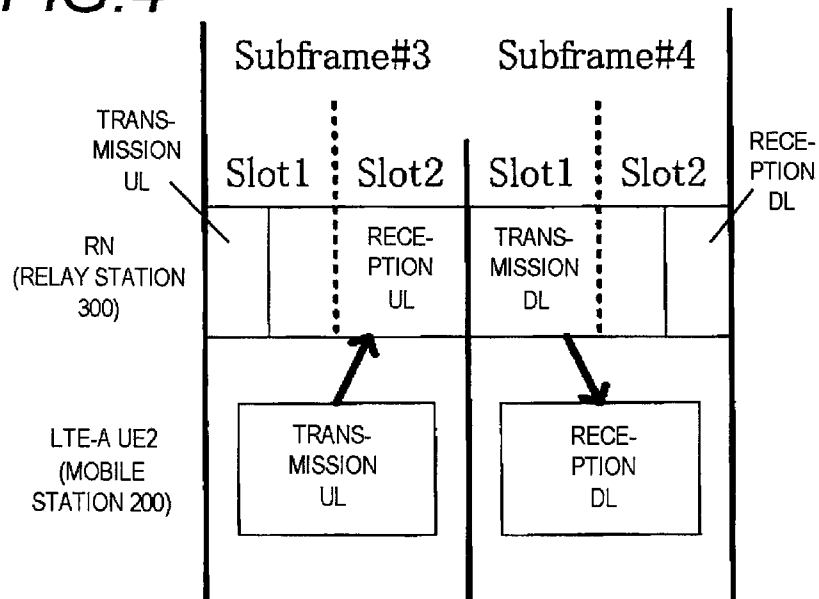 FIG.4
Subframe#3 Subframe#4
TRANS-
MISSION
UL
Slot1 Slot2 Slot1 Slot2
RECE-
PTION
DL
RN
(RELAY STATION
300)
RECE-
PTION
UL
TRANS-
MISSION
DL
LTE-A UE2
(MOBILE
STATION 200)
TRANS-
MISSION
UL
RECE-
PTION
DL